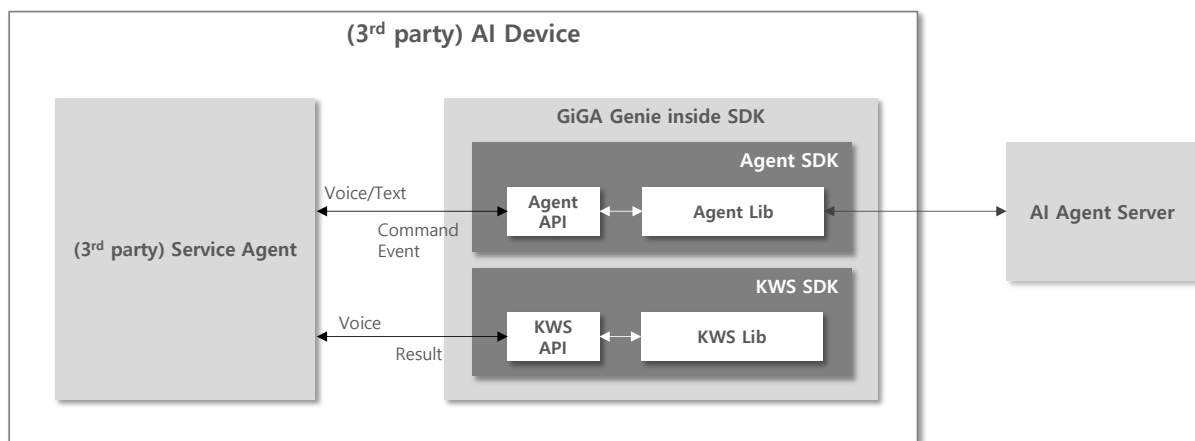 (3rd party) AI Device
GiGA Genie inside SDK
Agent SDK
Voice/Text
Agent
API
Agent Lib
AI Agent Server
Command
Event
(3rd party) Service Agent
KWS SDK
Voice
KWS
API
KWS Lib
Result